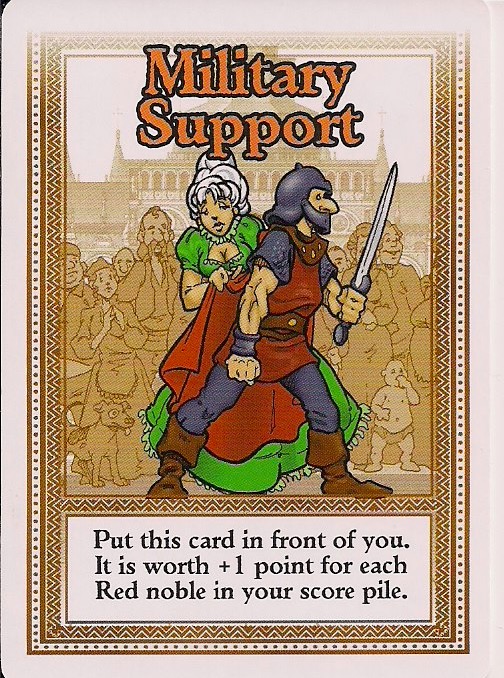 Military
Support
Put this card in front of you.
It is worth +1 point for each
Red noble in your score pile.